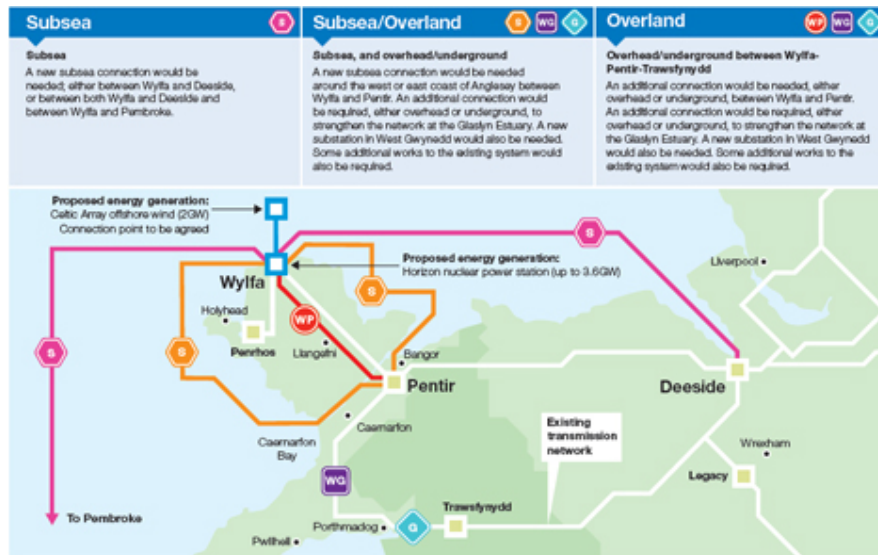 Subsea
S
Subsea
A new subsea connection would be
needed; either between Wylfa and Deeside,
or between both Wylfa and Deeside and
between Wylfa and Pembroke.
Subsea/Overland
S WG G
Subsea, and overhead/underground
A new subsea connection would be needed
around the west or east coast of Anglesey between
Wylfa and Pentir. An additional connection would
be required, either overhead or underground, to
strengthen the network at the Glaslyn Estuary. A new
substation in West Gwynedd would also be needed.
Some additional works to the existing system would
also be required.
Overland
WP WG G
Overhead/underground between Wylfa-
Pentir-Trawsfynydd
An additional connection would be needed, either
overhead or underground, between Wylfa and Pentir.
An additional connection would be required, either
overhead or underground, to strengthen the network at
the Glaslyn Estuary. A new substation in West Gwynedd
would also be needed. Some additional works to the
existing system would also be required.
Proposed energy generation:
Celtic Array offshore wind (2GW)
Connection point to be agreed
S
Proposed energy generation:
Horizon nuclear power station (up to 3.6GW)
Liverpool
Wylfa
S
Holyhead
WP
Penrhos
Llangefni
Bangor
S
S
Pentir
Deeside
Caernarfon
Caernarfon
Bay
Existing
transmission
network
Wrexham
WG
Legacy
Trawsfynydd
To Pembroke
Porthmadog
G
Pwllheli